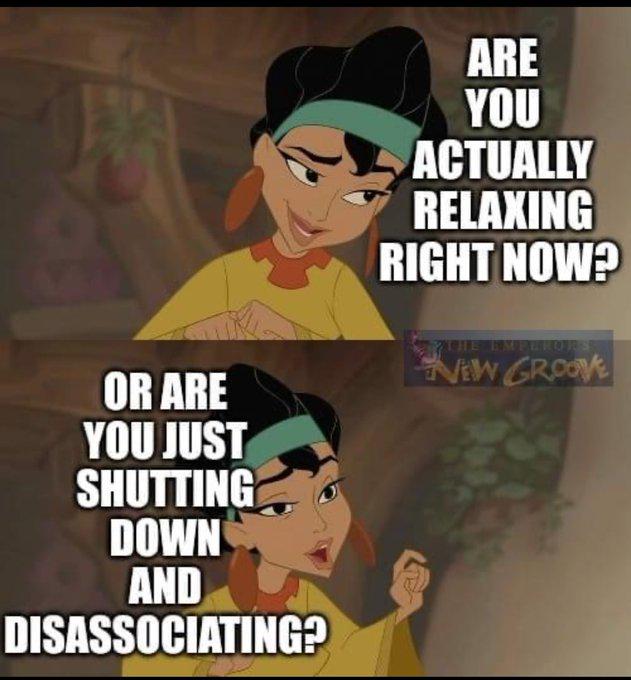 ARE
YOU
ACTUALLY
RELAXING
RIGHT NOW?
THE EMPEROR'S
NEW GROOVE
OR ARE
YOU JUST
SHUTTING
DOWN
AND
DISASSOCIATING?